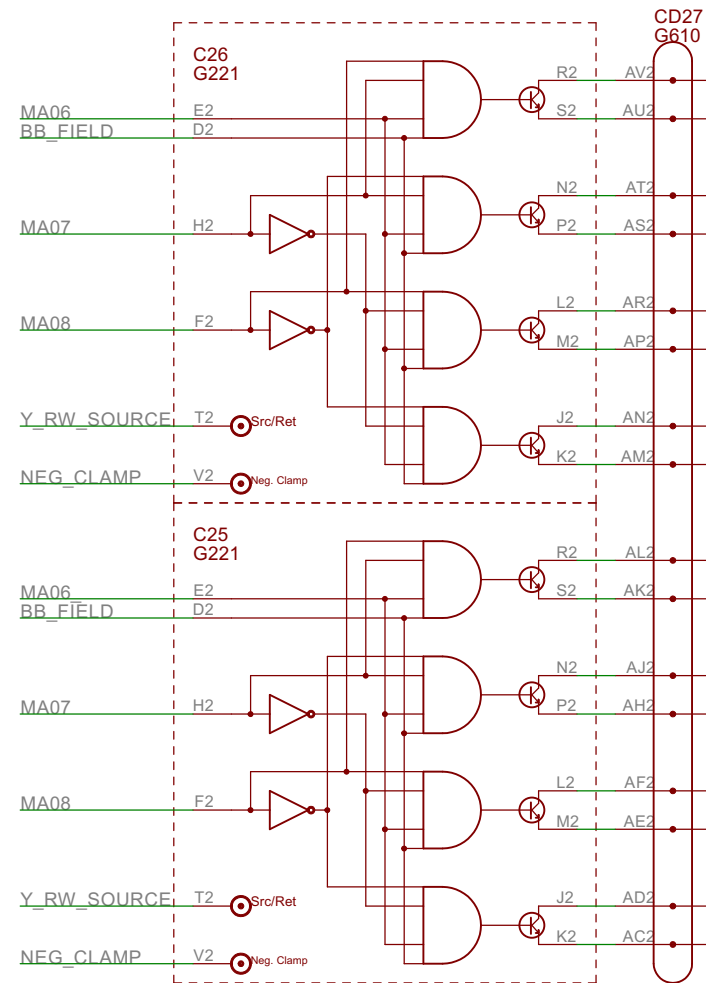 CD27
G610
C26
G221
R2 AV2
MA06 E2 S2 AU2
BB_FIELD D2
N2 AT2
MA07 H2 P2 AS2
L2 AR2
MA08 F2 M2 AP2
Y_RW_SOURCE T2 Src/Ret J2 AN2
K2 AM2
NEG_CLAMP V2 Neg. Clamp
C25
G221
R2 AL2
MA06_ E2 S2 AK2
BB_FIELD D2
N2 AJ2
MA07 H2 P2 AH2
L2 AF2
MA08 F2 M2 AE2
Y_RW_SOURCE T2 Src/Ret J2 AD2
K2 AC2
NEG_CLAMP V2 Neg. Clamp